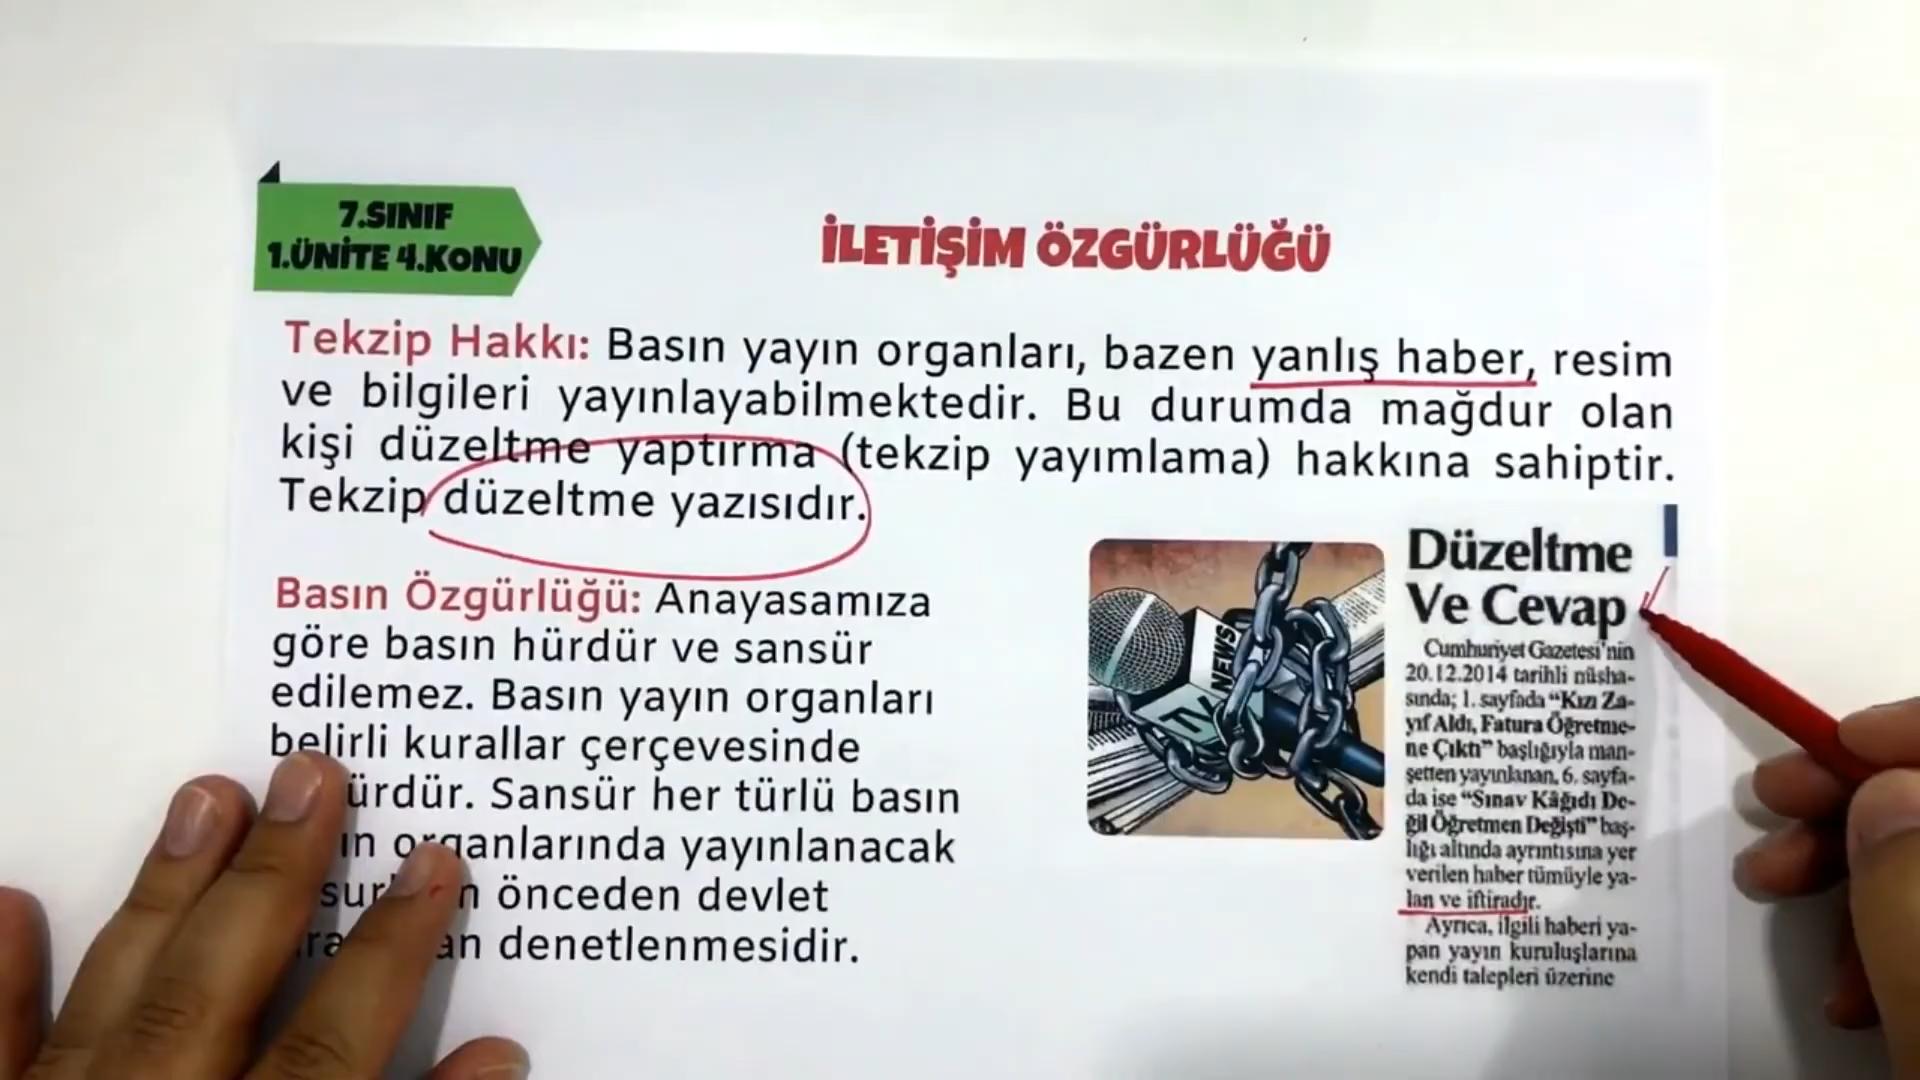 7.SINIF
1.ÜNİTE 4.KONU
İLETİŞİM ÖZGÜRLÜĞÜ
Tekzip Hakkı: Basın yayın organları, bazen yanlış haber, resim
ve bilgileri yayınlayabilmektedir. Bu durumda mağdur olan
kişi düzeltme yaptırma (tekzip yayımlama) hakkına sahiptir.
Tekzip düzeltme yazısıdır.
Basın Özgürlüğü: Anayasamıza
göre basın hürdür ve sansür
edilemez. Basın yayın organları
belirli kurallar çerçevesinde
ürdür. Sansür her türlü basın
ın organlarında yayınlanacak
önceden devlet
denetlenmesidir.
NEWS
TV
Düzeltme
Ve Cevap
Cumhuriyet Gazetesi'nin
20.12.2014 tarihli nüsha-
sında; 1. sayfada “Kızı Za-
yıf Aldı, Fatura Öğretme-
ne Çıktı” başlığıyla man-
şetten yayınlanan, 6. sayfa-
da ise “Sınav Kâğıdı De-
ğil Öğretmen Değişti” baş-
lığı altında ayrıntısına yer
verilen haber tümüyle ya-
lan ve iftiradır.
Ayrıca, ilgili haberi ya-
pan yayın kuruluşlarına
kendi talepleri üzerine